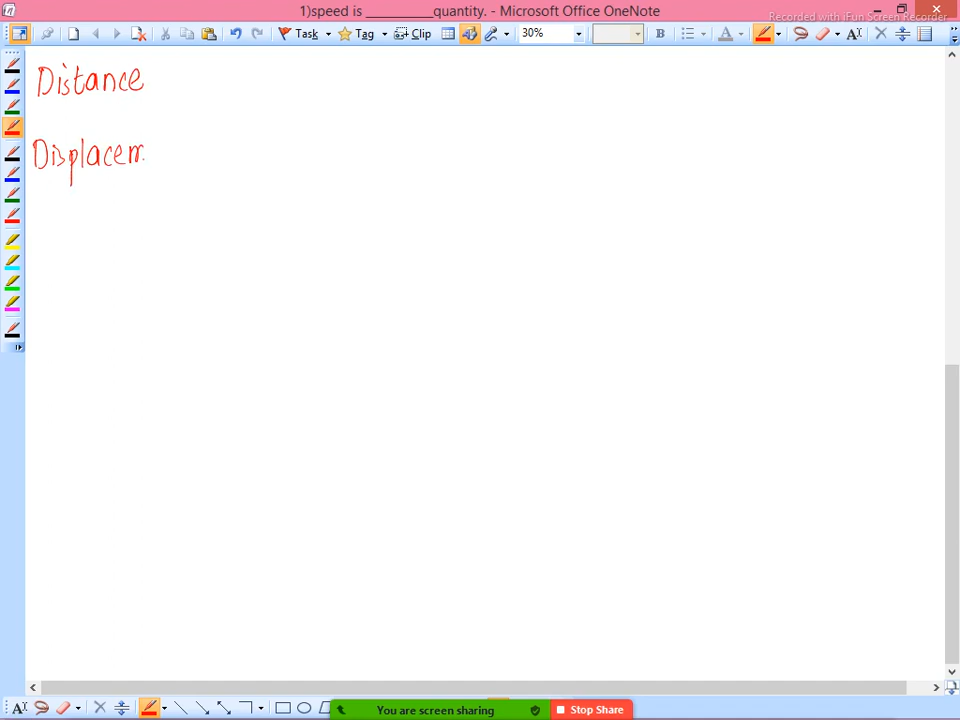 1)speed is __________quantity. - Microsoft Office OneNote
Recorded with iFun Screen Recorder
Task Tag Clip 30% B A
Distance
Displacem
You are screen sharing Stop Share